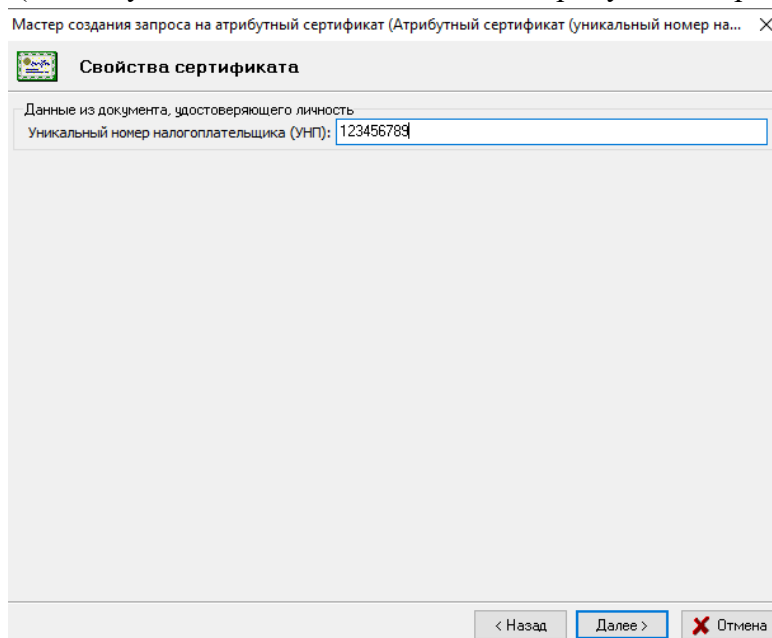 Мастер создания запроса на атрибутный сертификат (Атрибутный сертификат (уникальный номер на...
Свойства сертификата
Данные из документа, удостоверяющего личность
Уникальный номер налогоплательщика (УНП): 123456789
< Назад Далее > Отмена